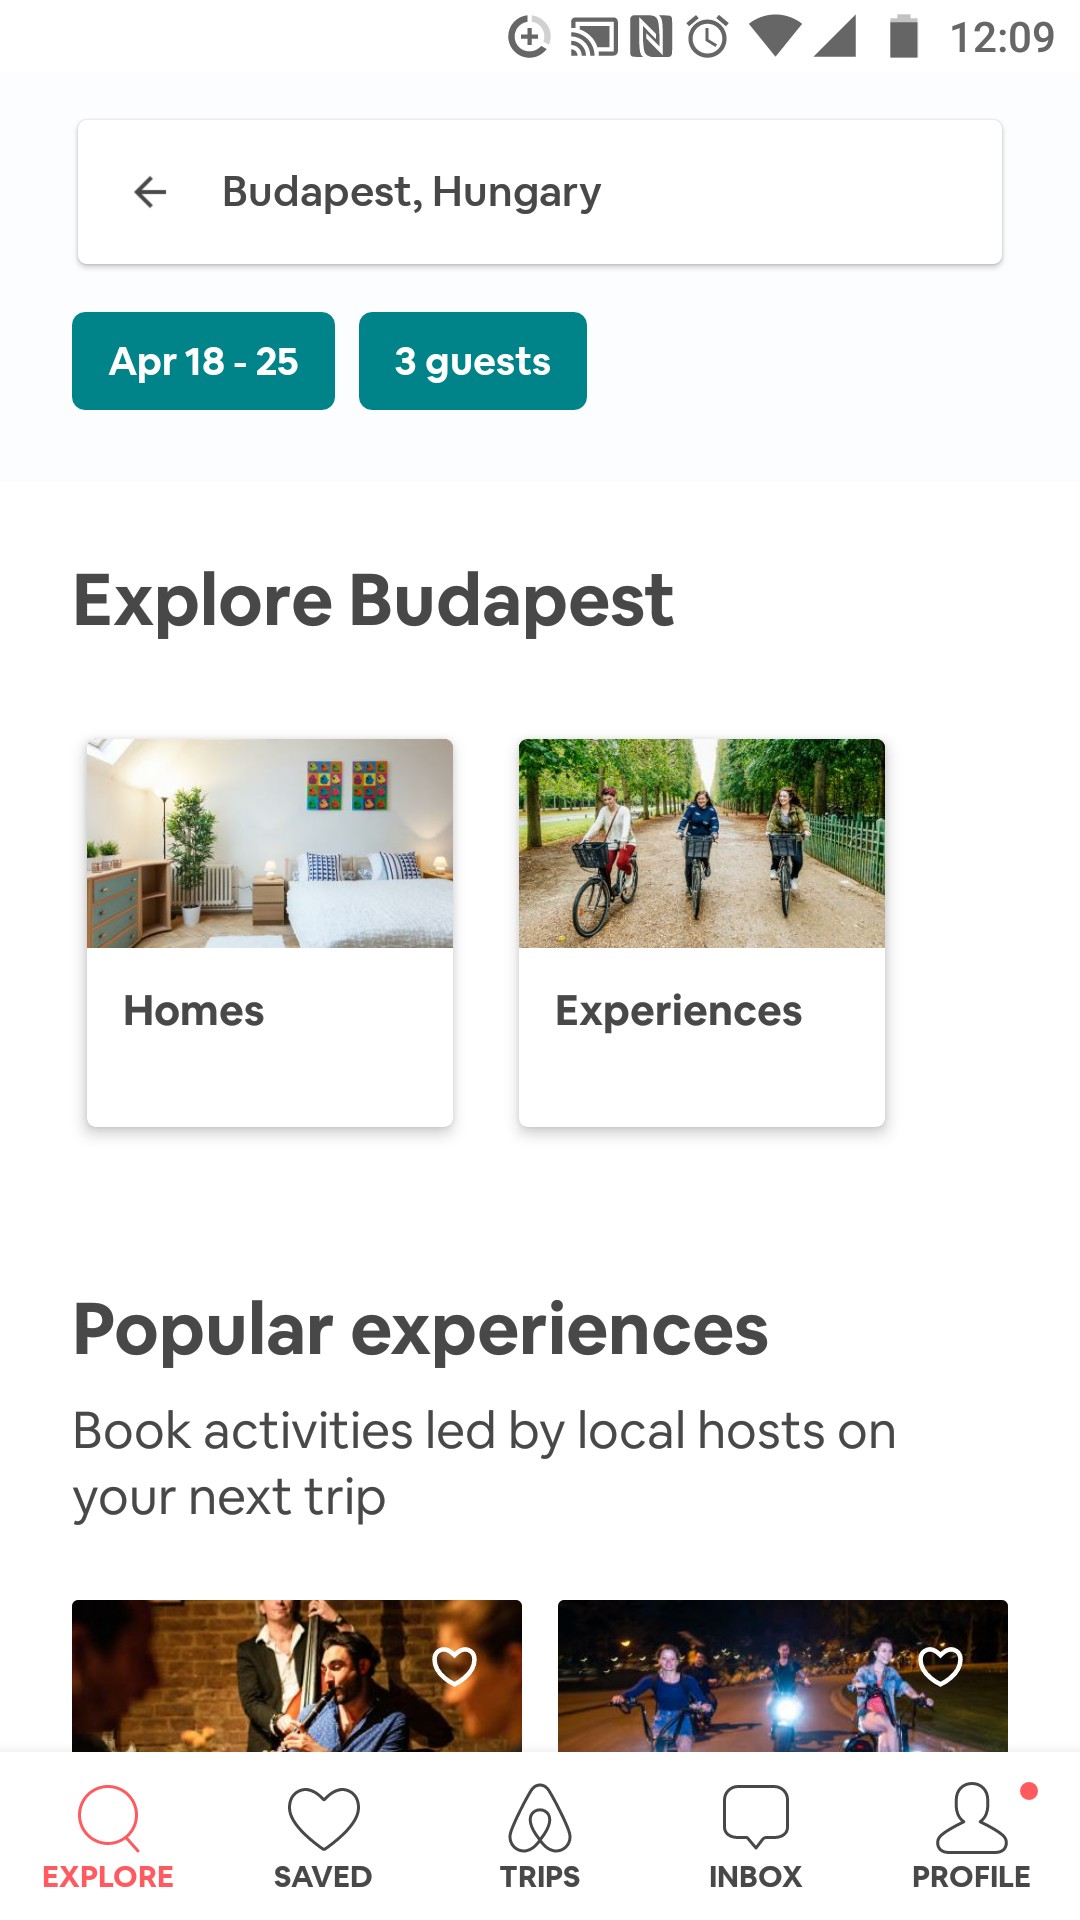 12:09
Budapest, Hungary
Apr 18 - 25
3 guests
Explore Budapest
Homes
Experiences
Popular experiences
Book activities led by local hosts on
your next trip
EXPLORE
SAVED
TRIPS
INBOX
PROFILE